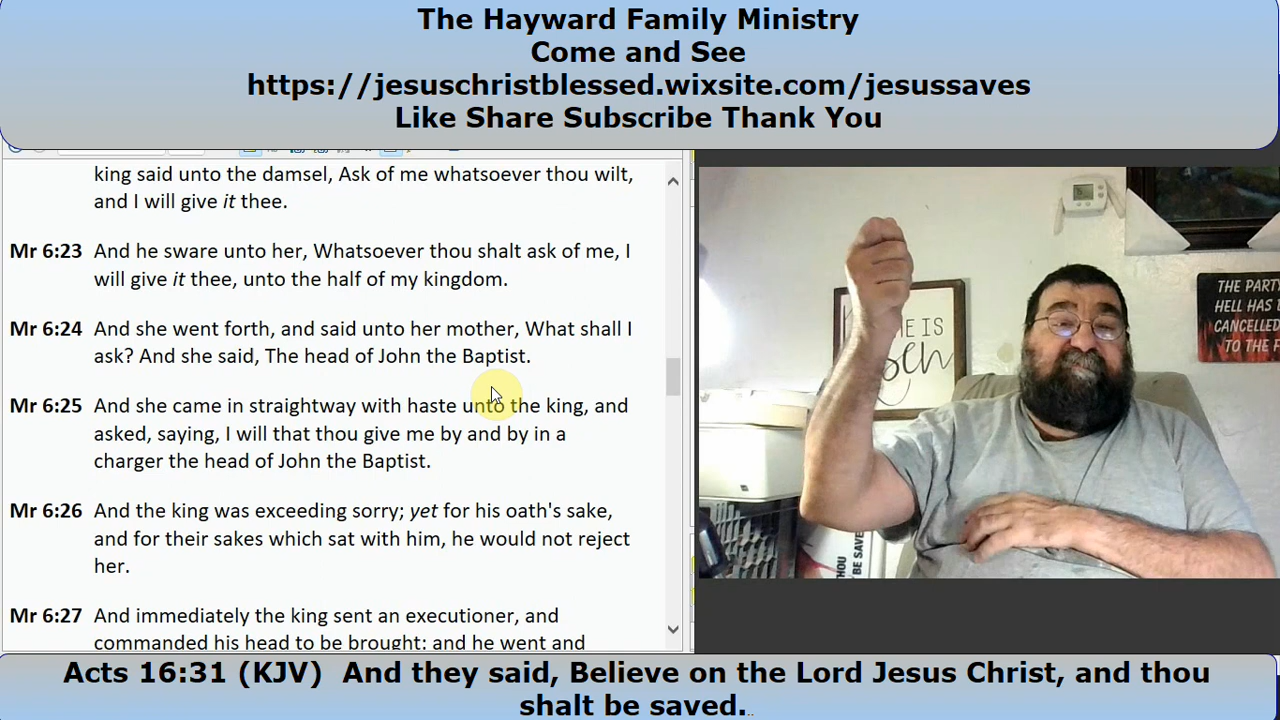 The Hayward Family Ministry
Come and See
https://jesuschristblessed.wixsite.com/jesussaves
Like Share Subscribe Thank You
king said unto the damsel, Ask of me whatsoever thou wilt,
and I will give it thee.
Mr 6:23 And he sware unto her, Whatsoever thou shalt ask of me, I
will give it thee, unto the half of my kingdom.
Mr 6:24 And she went forth, and said unto her mother, What shall I
ask? And she said, The head of John the Baptist.
Mr 6:25 And she came in straightway with haste unto the king, and
asked, saying, I will that thou give me by and by in a
charger the head of John the Baptist.
Mr 6:26 And the king was exceeding sorry; yet for his oath's sake,
and for their sakes which sat with him, he would not reject
her.
Mr 6:27 And immediately the king sent an executioner, and
commanded his head to be brought: and he went and
IS
THE PARTY
HELL HAS
CANCELLED
TO THE F
THOU
BE SAVE
Acts 16:31 (KJV) And they said, Believe on the Lord Jesus Christ, and thou
shalt be saved...